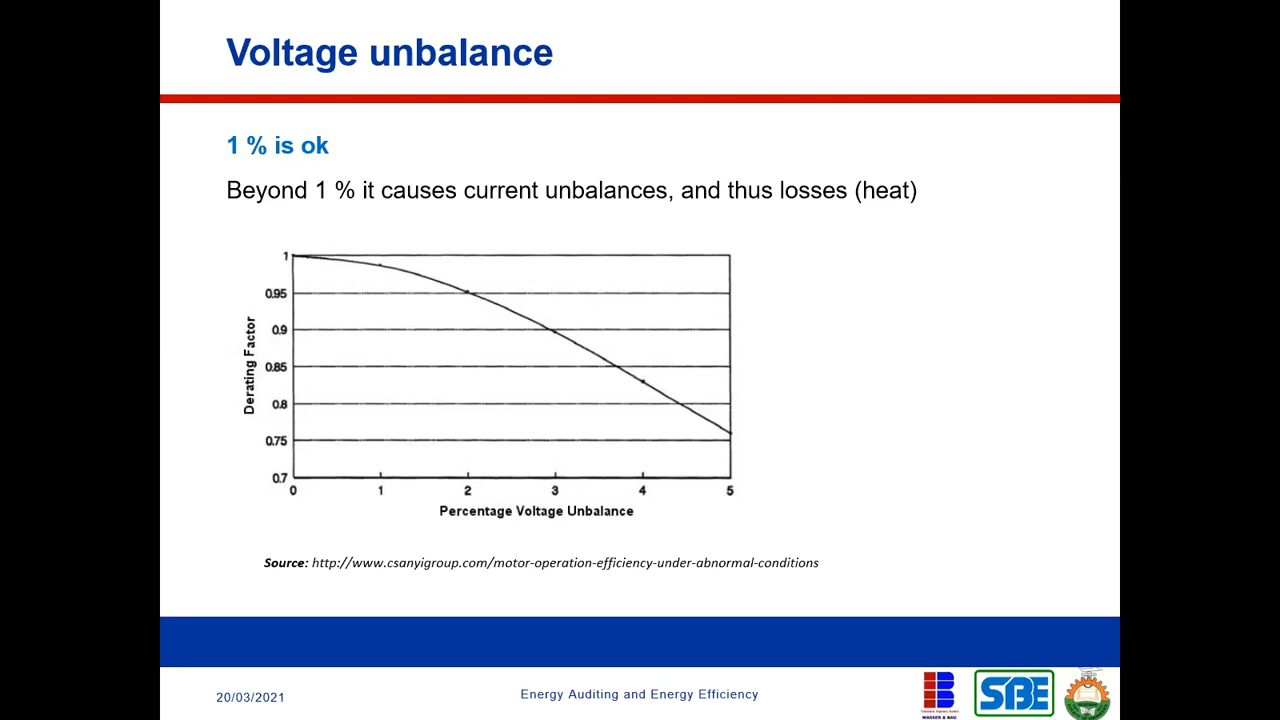 Voltage unbalance
1 % is ok
Beyond 1 % it causes current unbalances, and thus losses (heat)
1
0.95
0.9
0.85
0.8
0.75
0.7
Derating Factor
0 1 2 3 4 5
Percentage Voltage Unbalance
Source: http://www.csanyigroup.com/motor-operation-efficiency-under-abnormal-conditions
20/03/2021
Energy Auditing and Energy Efficiency
WASSER & BAU
SBE